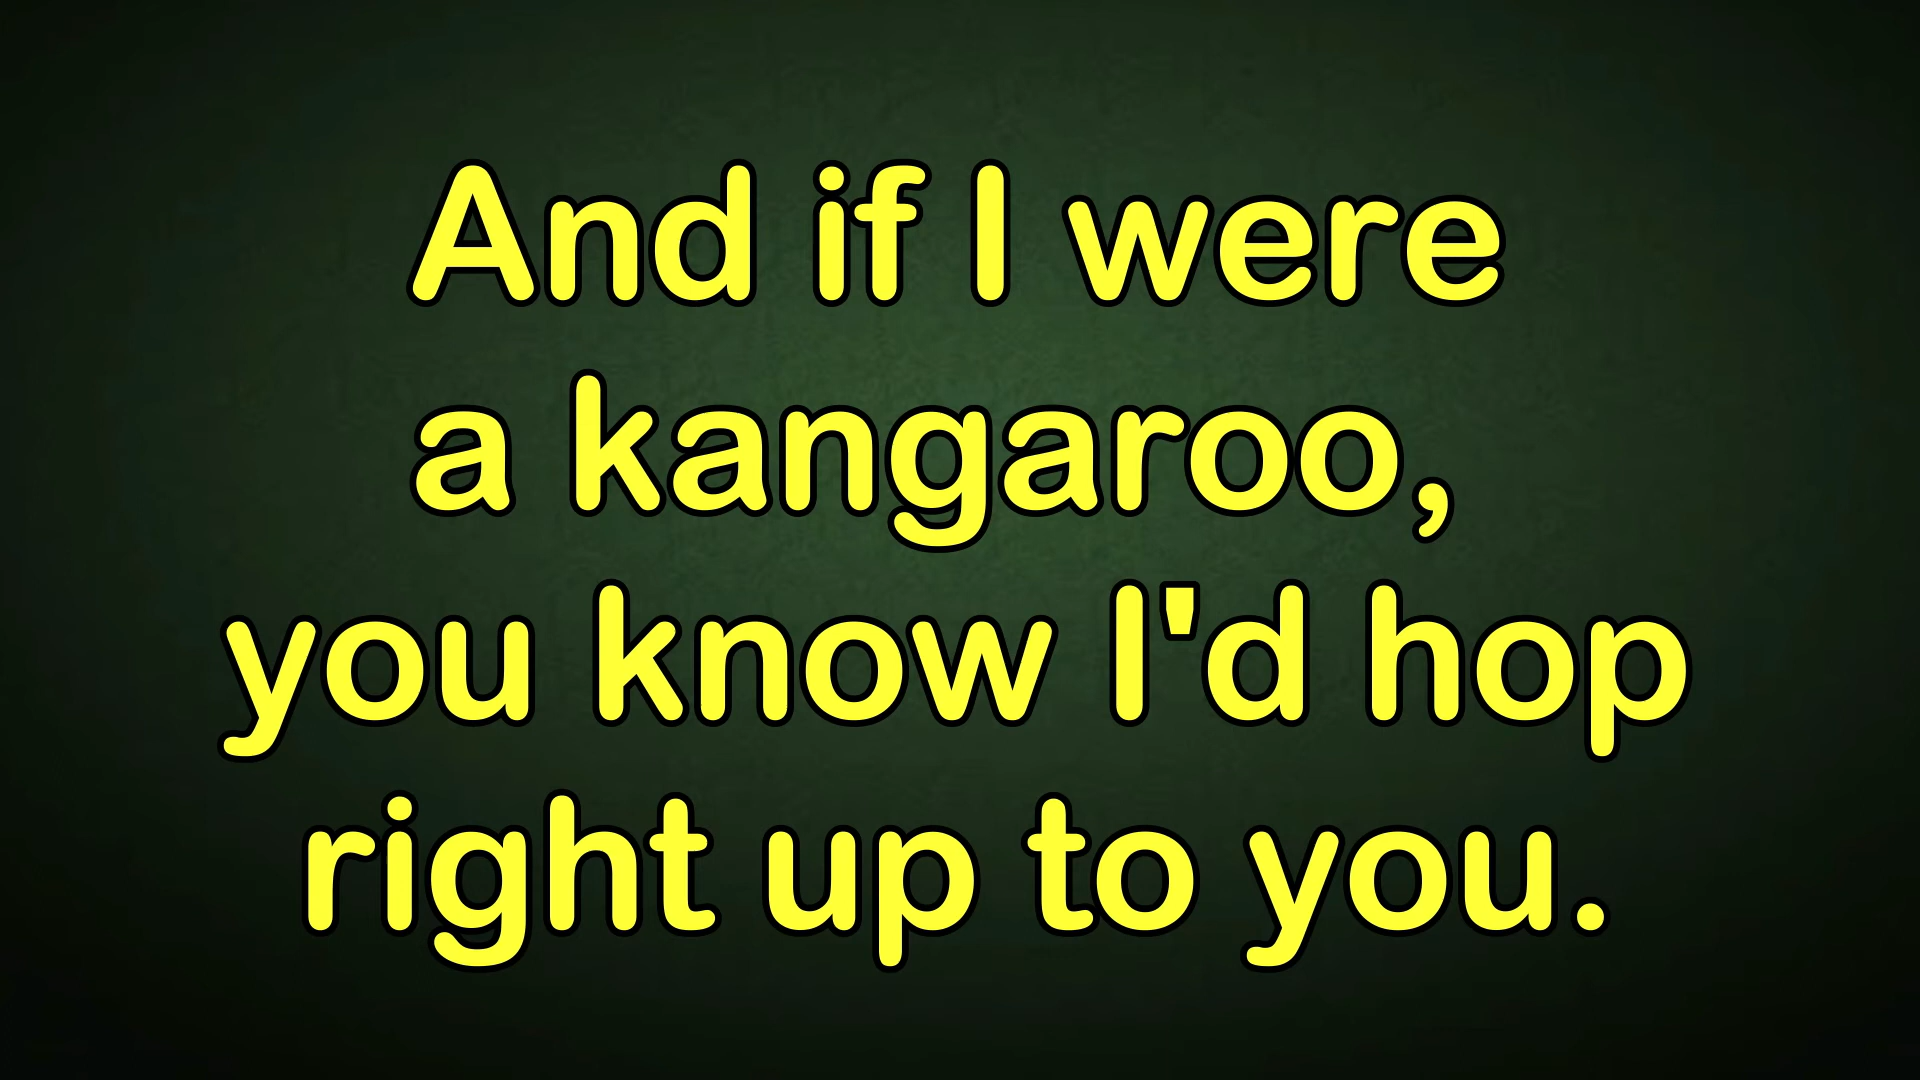 And if I were
a kangaroo,
you know I'd hop
right up to you.